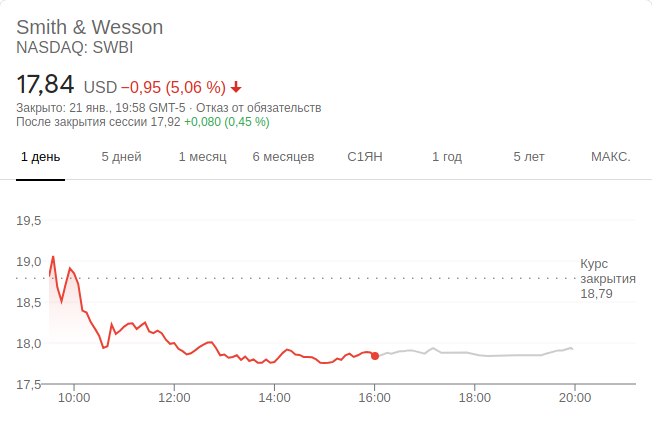 Smith & Wesson
NASDAQ: SWBI
17,84 USD −0,95 (5,06 %)
Закрыто: 21 янв., 19:58 GMT-5 · Отказ от обязательств
После закрытия сессии 17,92 +0,080 (0,45 %)
1 день 5 дней 1 месяц 6 месяцев С1ЯН 1 год 5 лет МАКС.
19,5
19,0
18,5
18,0
17,5
Курс
закрытия
18,79
10:00 12:00 14:00 16:00 18:00 20:00